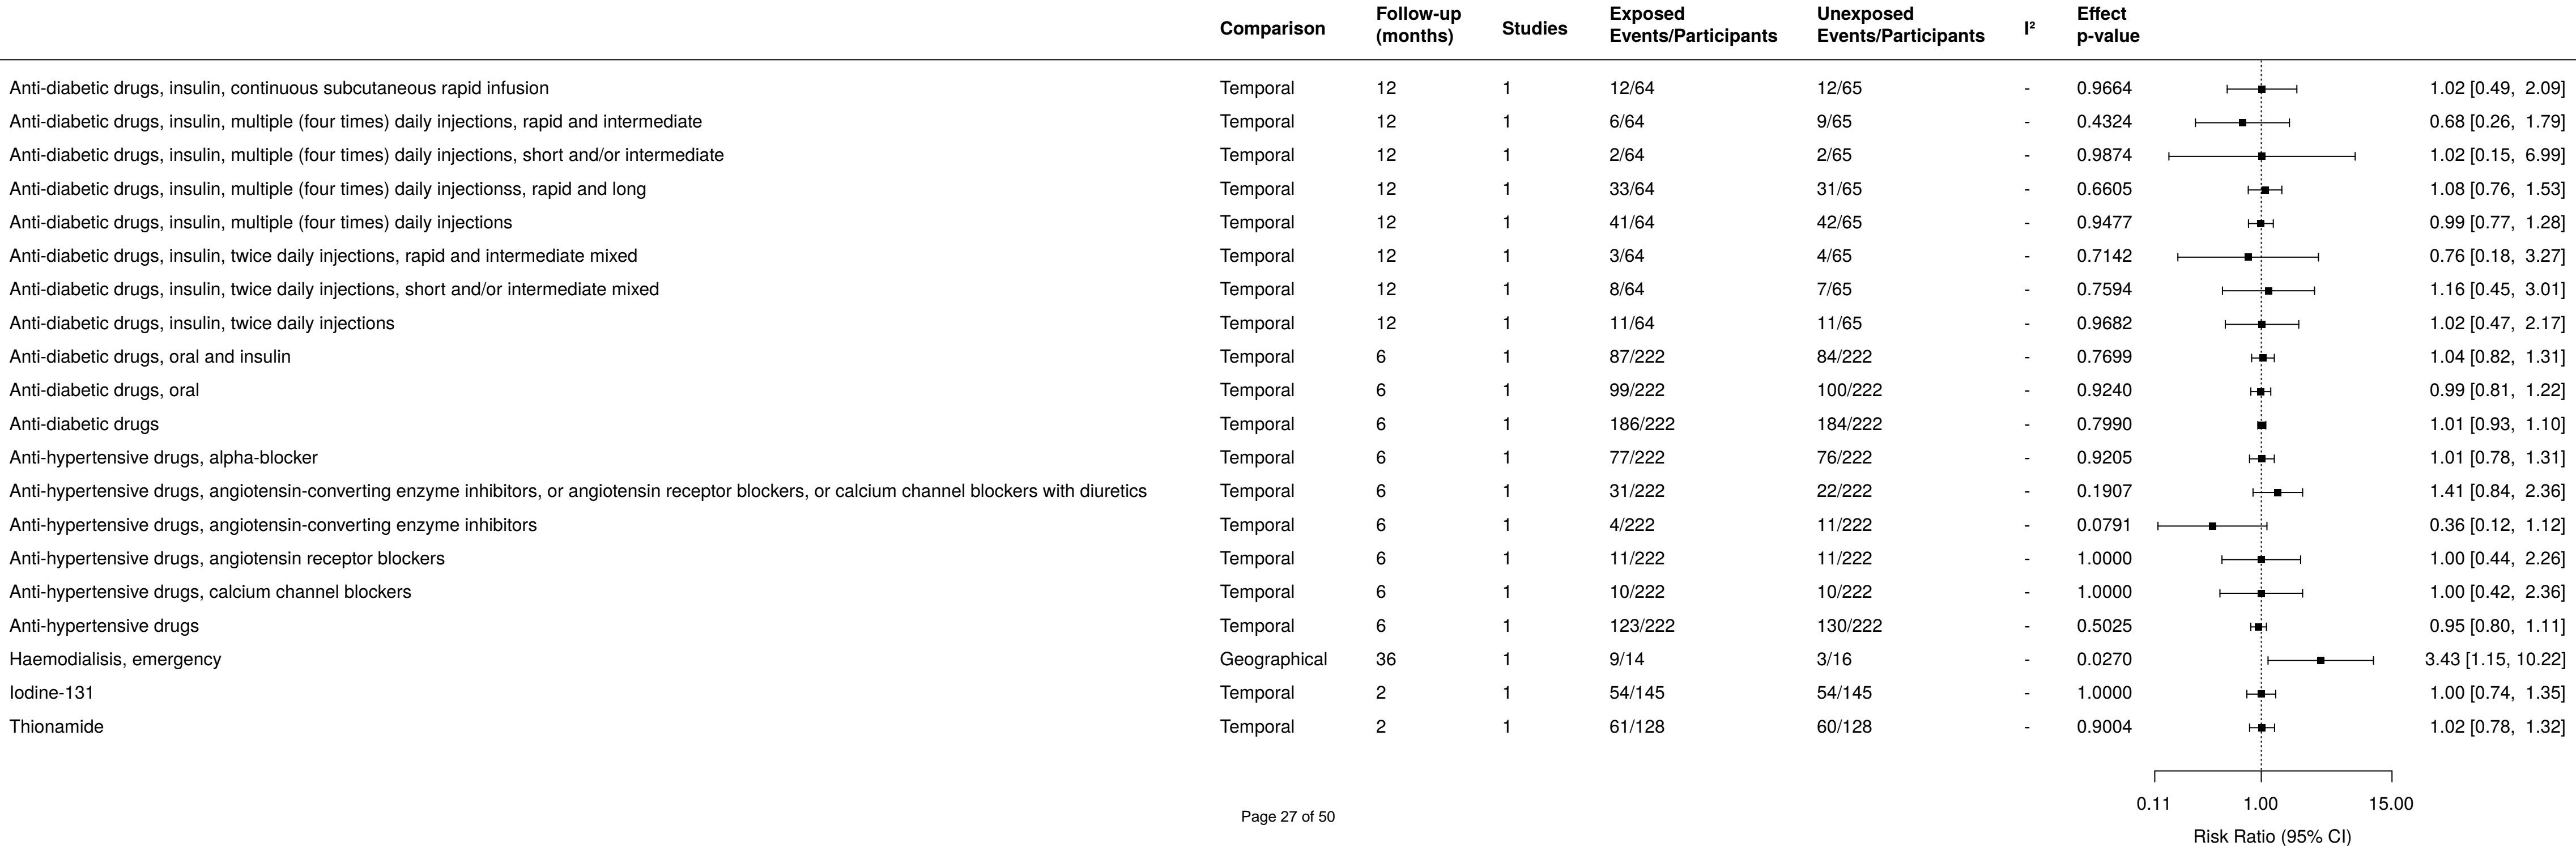 Comparison Follow-up (months) Studies Exposed Events/Participants Unexposed Events/Participants I² Effect p-value
Anti-diabetic drugs, insulin, continuous subcutaneous rapid infusion Temporal 12 1 12/64 12/65 - 0.9664 1.02 [0.49, 2.09]
Anti-diabetic drugs, insulin, multiple (four times) daily injections, rapid and intermediate Temporal 12 1 6/64 9/65 - 0.4324 0.68 [0.26, 1.79]
Anti-diabetic drugs, insulin, multiple (four times) daily injections, short and/or intermediate Temporal 12 1 2/64 2/65 - 0.9874 1.02 [0.15, 6.99]
Anti-diabetic drugs, insulin, multiple (four times) daily injectionss, rapid and long Temporal 12 1 33/64 31/65 - 0.6605 1.08 [0.76, 1.53]
Anti-diabetic drugs, insulin, multiple (four times) daily injections Temporal 12 1 41/64 42/65 - 0.9477 0.99 [0.77, 1.28]
Anti-diabetic drugs, insulin, twice daily injections, rapid and intermediate mixed Temporal 12 1 3/64 4/65 - 0.7142 0.76 [0.18, 3.27]
Anti-diabetic drugs, insulin, twice daily injections, short and/or intermediate mixed Temporal 12 1 8/64 7/65 - 0.7594 1.16 [0.45, 3.01]
Anti-diabetic drugs, insulin, twice daily injections Temporal 12 1 11/64 11/65 - 0.9682 1.02 [0.47, 2.17]
Anti-diabetic drugs, oral and insulin Temporal 6 1 87/222 84/222 - 0.7699 1.04 [0.82, 1.31]
Anti-diabetic drugs, oral Temporal 6 1 99/222 100/222 - 0.9240 0.99 [0.81, 1.22]
Anti-diabetic drugs Temporal 6 1 186/222 184/222 - 0.7990 1.01 [0.93, 1.10]
Anti-hypertensive drugs, alpha-blocker Temporal 6 1 77/222 76/222 - 0.9205 1.01 [0.78, 1.31]
Anti-hypertensive drugs, angiotensin-converting enzyme inhibitors, or angiotensin receptor blockers, or calcium channel blockers with diuretics Temporal 6 1 31/222 22/222 - 0.1907 1.41 [0.84, 2.36]
Anti-hypertensive drugs, angiotensin-converting enzyme inhibitors Temporal 6 1 4/222 11/222 - 0.0791 0.36 [0.12, 1.12]
Anti-hypertensive drugs, angiotensin receptor blockers Temporal 6 1 11/222 11/222 - 1.0000 1.00 [0.44, 2.26]
Anti-hypertensive drugs, calcium channel blockers Temporal 6 1 10/222 10/222 - 1.0000 1.00 [0.42, 2.36]
Anti-hypertensive drugs Temporal 6 1 123/222 130/222 - 0.5025 0.95 [0.80, 1.11]
Haemodialisis, emergency Geographical 36 1 9/14 3/16 - 0.0270 3.43 [1.15, 10.22]
Iodine-131 Temporal 2 1 54/145 54/145 - 1.0000 1.00 [0.74, 1.35]
Thionamide Temporal 2 1 61/128 60/128 - 0.9004 1.02 [0.78, 1.32]
0.11 1.00 15.00
Page 27 of 50
Risk Ratio (95% CI)